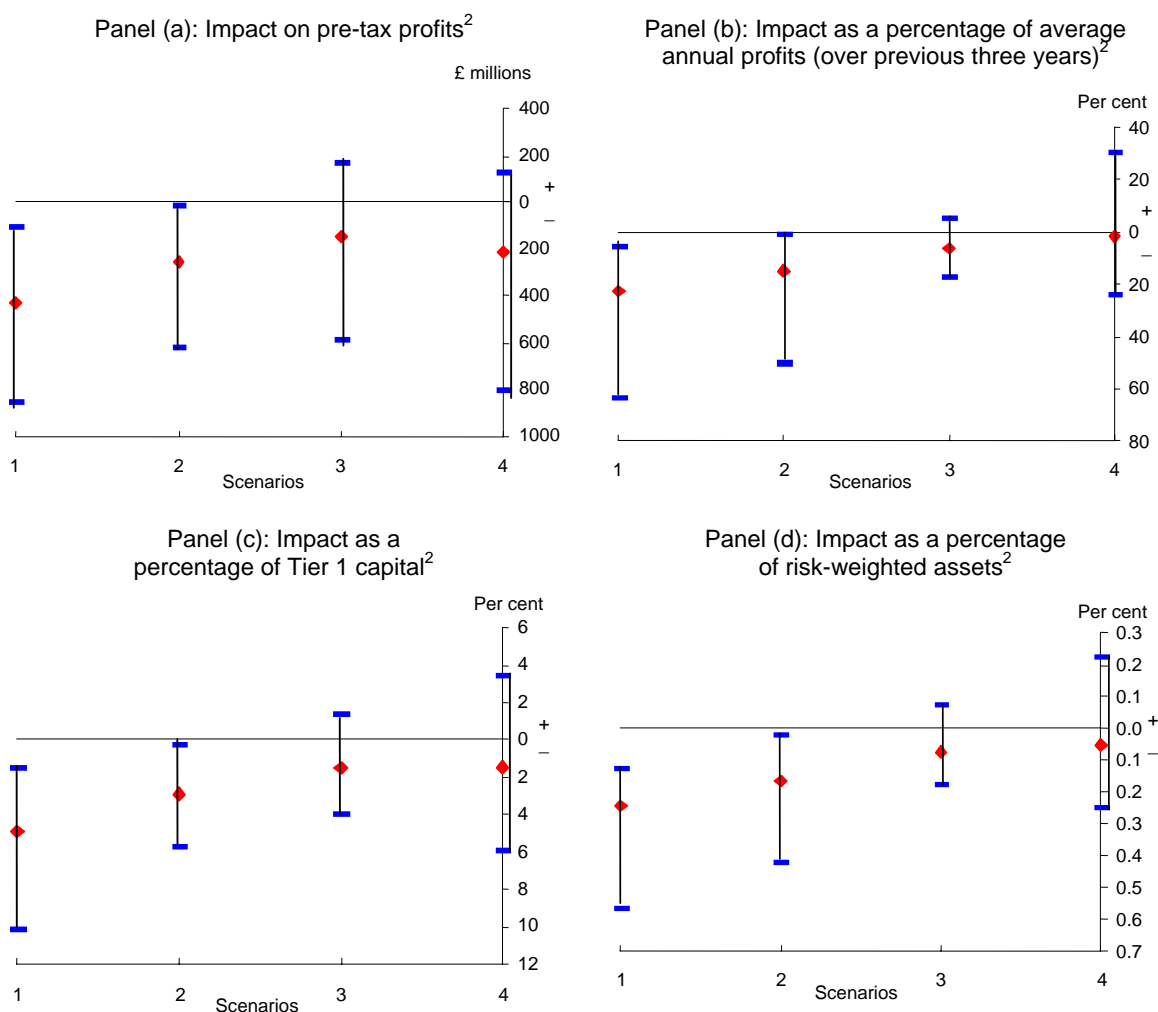 Panel (a): Impact on pre-tax profits2
£ millions
400
200
+
0
–
200
400
600
800
1000
1 2 3 4
Scenarios
Panel (b): Impact as a percentage of average
annual profits (over previous three years)2
Per cent
40
20
+
0
–
20
40
60
80
1 2 3 4
Scenarios
Panel (c): Impact as a
percentage of Tier 1 capital2
Per cent
6
4
2
+
0
–
2
4
6
8
10
12
1 2 3 4
Scenarios
Panel (d): Impact as a percentage
of risk-weighted assets2
Per cent
0.3
0.2
0.1
+
0.0
–
0.1
0.2
0.3
0.4
0.5
0.6
0.7
1 2 3 4
Scenarios